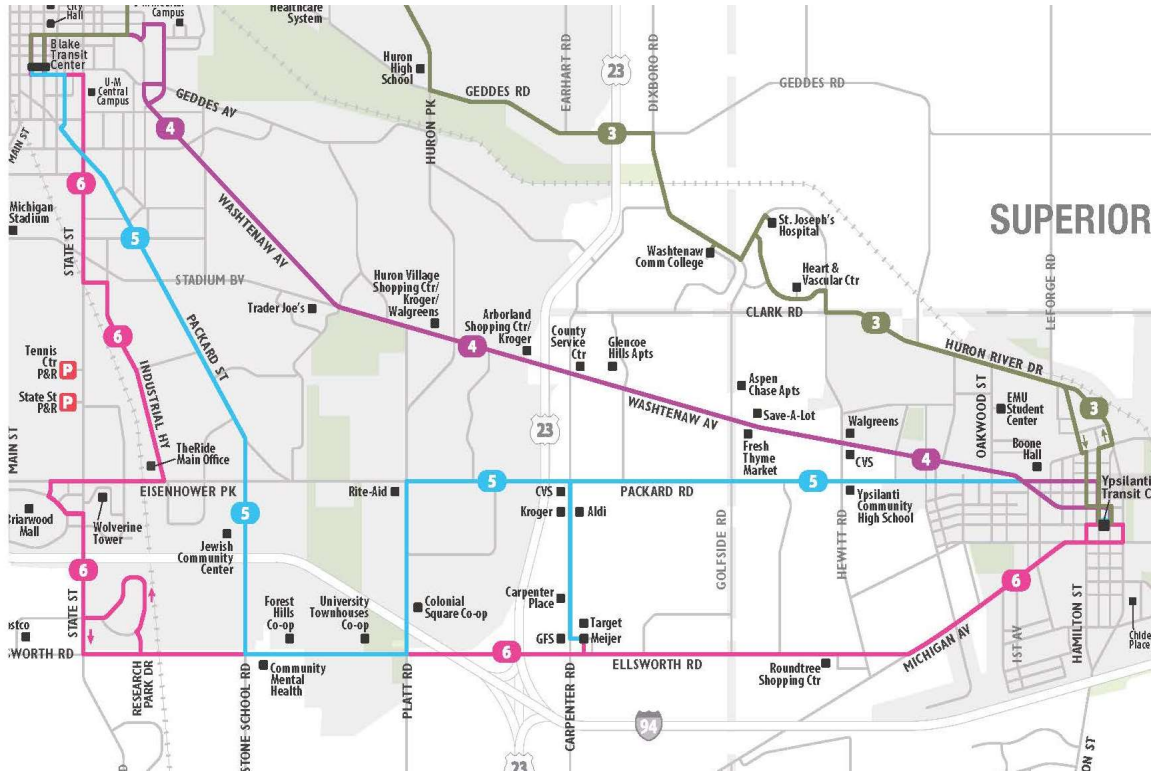 City
Hall
Campus
Healthcare
System
Blake
Transit
Center
U-M
Central
Campus
GEDDES AV
Huron
High
School
GEDDES RD
EARHART RD
23
DIXBORO RD
GEDDES RD
MAIN ST
4
HURON PK
3
6
Michigan
Stadium
STATE ST
5
WASHTENAW AV
St. Joseph's
Hospital
SUPERIOR
Washtenaw
Comm College
Heart &
Vascular Ctr
LEFORGE RD
STADIUM BV
Trader Joe's
Huron Village
Shopping Ctr/
Kroger/
Walgreens
Arborland
Shopping Ctr/
Kroger
County
Service
Ctr
Glencoe
Hills Apts
CLARK RD
3
HURON RIVER DR
6
PACKARD ST
4
Tennis
Ctr
P&R
P
State St
P&R
P
INDUSTRIAL HY
WASHTENAW AV
Aspen
Chase Apts
Save-A-Lot
Fresh
Thyme
Market
Walgreens
CVS
4
OAKWOOD ST
EMU
Student
Center
Boone
Hall
3
23
MAIN ST
TheRide
Main Office
EISENHOWER PK
Rite-Aid
5
CVS
Kroger
Aldi
PACKARD RD
5
Ypsilanti
Community
High School
Ypsilanti
Transit C
Briarwood
Mall
Wolverine
Tower
5
Jewish
Community
Center
GOLFSIDE RD
HEWITT RD
6
STATE ST
Forest
Hills
Co-op
University
Townhouses
Co-op
Colonial
Square Co-op
Carpenter
Place
Target
GFS
Meijer
6
MICHIGAN AV
1ST AV
HAMILTON ST
Place
ostco
SWORTH RD
RESEARCH
PARK DR
STONE SCHOOL RD
Community
Mental
Health
PLATT RD
6
CARPENTER RD
ELLSWORTH RD
Roundtree
Shopping Ctr
94
23
ON ST